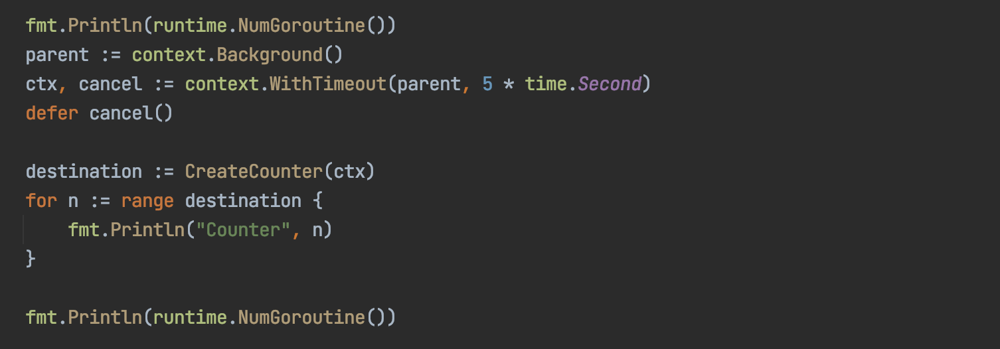 fmt.Println(runtime.NumGoroutine())
parent := context.Background()
ctx, cancel := context.WithTimeout(parent, 5 * time.Second)
defer cancel()

destination := CreateCounter(ctx)
for n := range destination {
    fmt.Println("Counter", n)
}

fmt.Println(runtime.NumGoroutine())